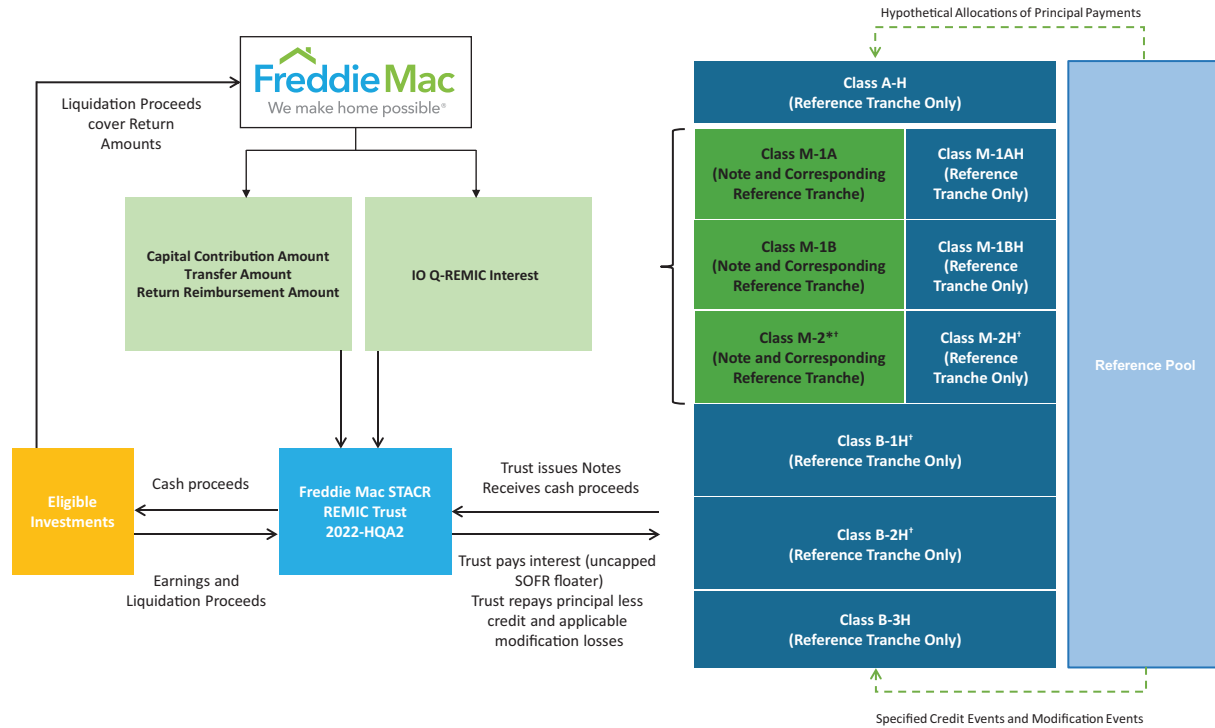 Hypothetical Allocations of Principal Payments
FreddieMac
We make home possible®
Liquidation Proceeds
cover Return
Amounts
Capital Contribution Amount
Transfer Amount
Return Reimbursement Amount
IO Q-REMIC Interest
Eligible
Investments
Cash proceeds
Earnings and
Liquidation Proceeds
Freddie Mac STACR
REMIC Trust
2022-HQA2
Trust issues Notes
Receives cash proceeds
Trust pays interest (uncapped
SOFR floater)
Trust repays principal less
credit and applicable
modification losses
Class A-H
(Reference Tranche Only)
Class M-1A
(Note and Corresponding
Reference Tranche)
Class M-1AH
(Reference
Tranche Only)
Class M-1B
(Note and Corresponding
Reference Tranche)
Class M-1BH
(Reference
Tranche Only)
Class M-2*†
(Note and Corresponding
Reference Tranche)
Class M-2H†
(Reference
Tranche Only)
Class B-1H†
(Reference Tranche Only)
Class B-2H†
(Reference Tranche Only)
Class B-3H
(Reference Tranche Only)
Reference Pool
Specified Credit Events and Modification Events